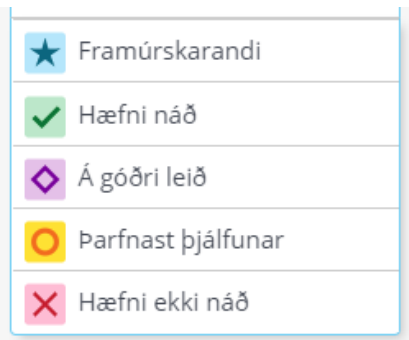 Framúrskarandi
Hæfni náð
Á góðri leið
Þarfnast þjálfunar
Hæfni ekki náð